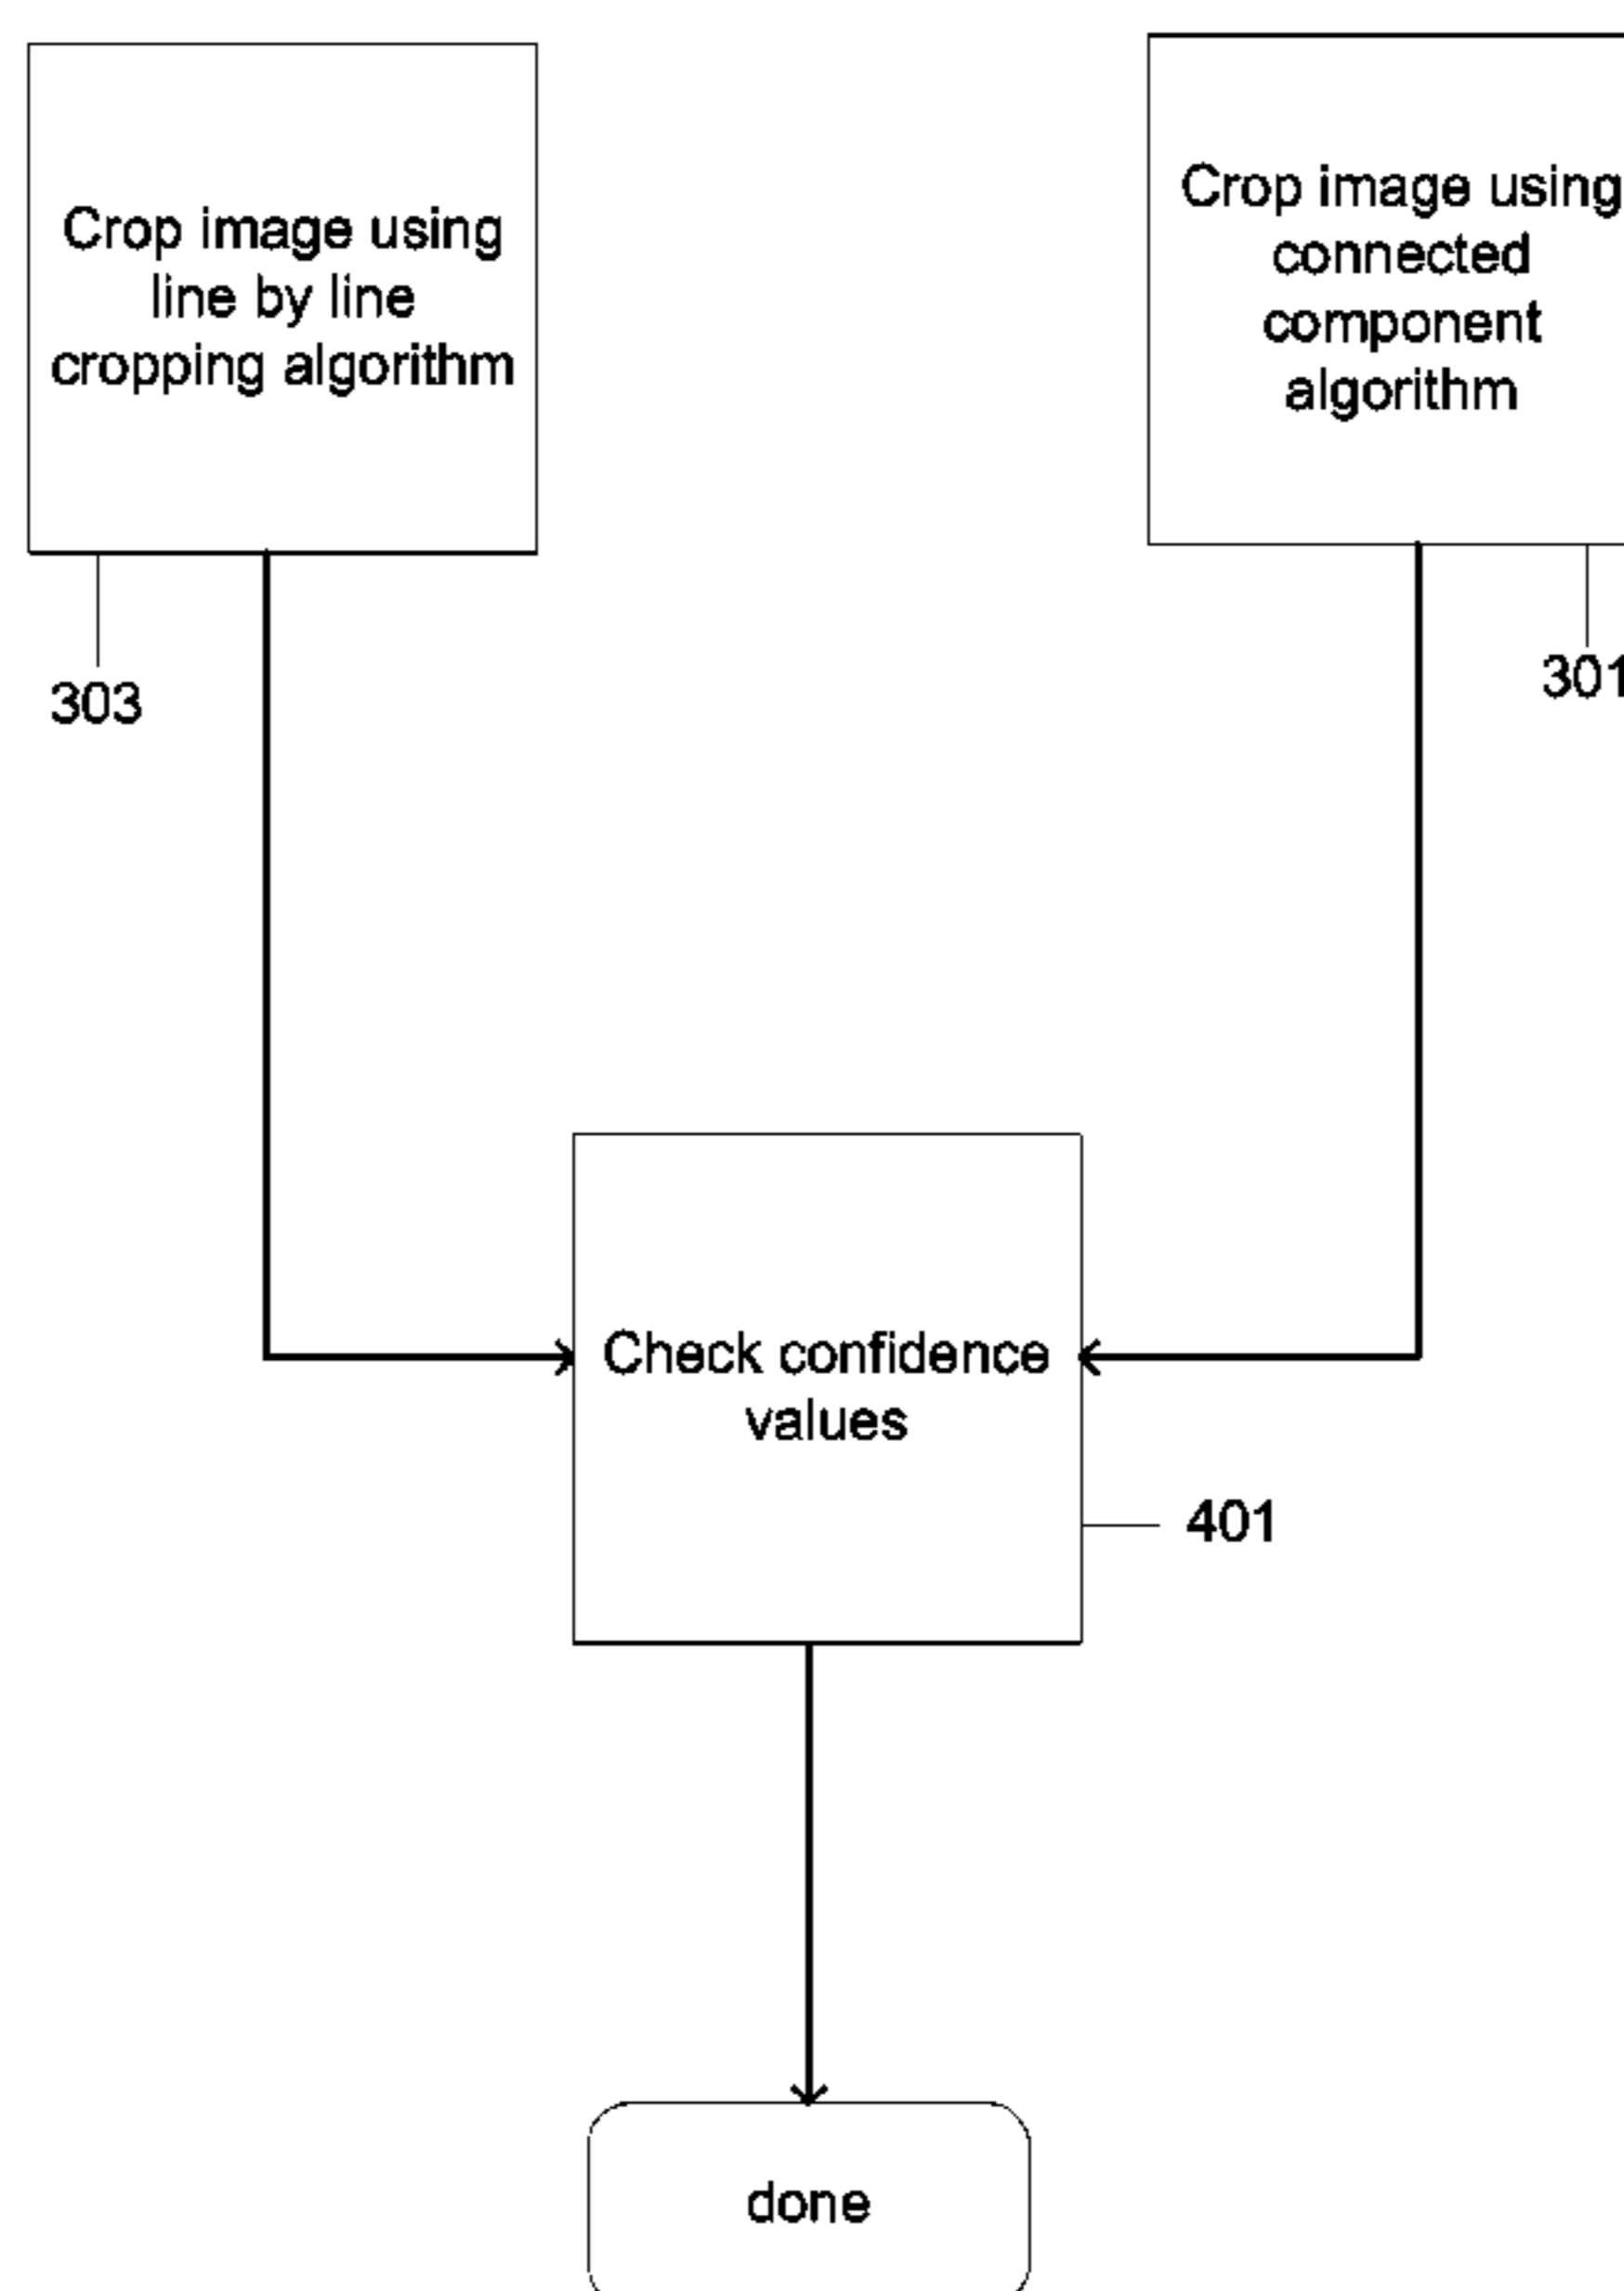 Crop image using
line by line
cropping algorithm
303
Crop image using
connected
component
algorithm
301
Check confidence
values
401
done